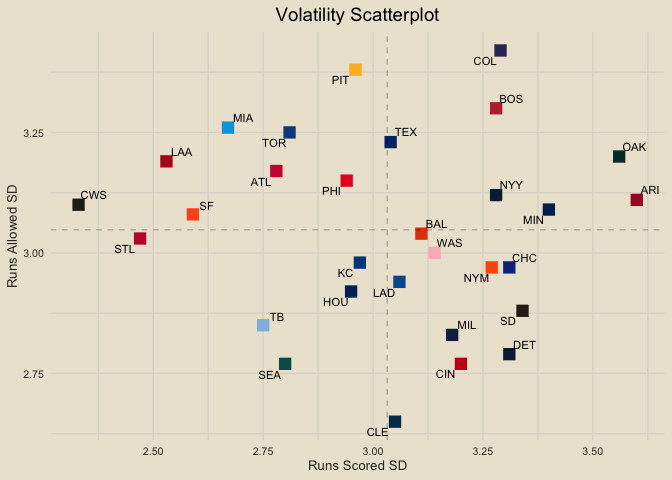 Volatility Scatterplot
COL
PIT
BOS
MIA
3.25
TOR
TEX
LAA
OAK
ATL
PHI
NYY
ARI
CWS
SF
MIN
BAL
STL
WAS
Runs Allowed SD
3.00
KC
CHC
NYM
HOU
LAD
TB
MIL
SD
DET
2.75
SEA
CIN
CLE
2.50
2.75
3.00
3.25
3.50
Runs Scored SD